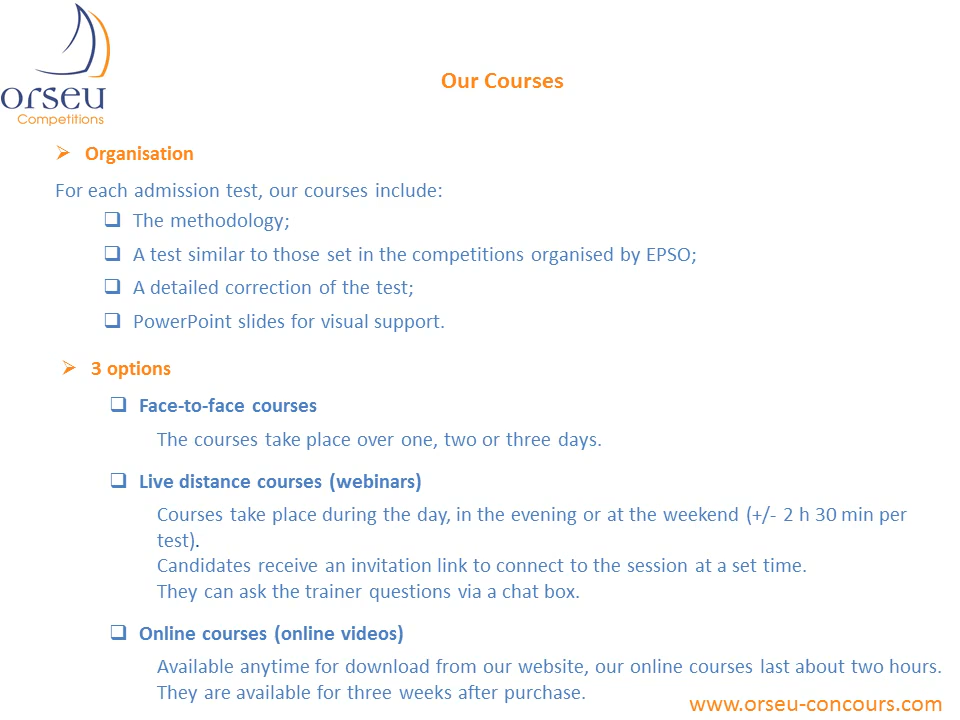 orseu
Competitions
Our Courses
Organisation
For each admission test, our courses include:
The methodology;
A test similar to those set in the competitions organised by EPSO;
A detailed correction of the test;
PowerPoint slides for visual support.
3 options
Face-to-face courses
The courses take place over one, two or three days.
Live distance courses (webinars)
Courses take place during the day, in the evening or at the weekend (+/- 2 h 30 min per
test).
Candidates receive an invitation link to connect to the session at a set time.
They can ask the trainer questions via a chat box.
Online courses (online videos)
Available anytime for download from our website, our online courses last about two hours.
They are available for three weeks after purchase.
www.orseu-concours.com